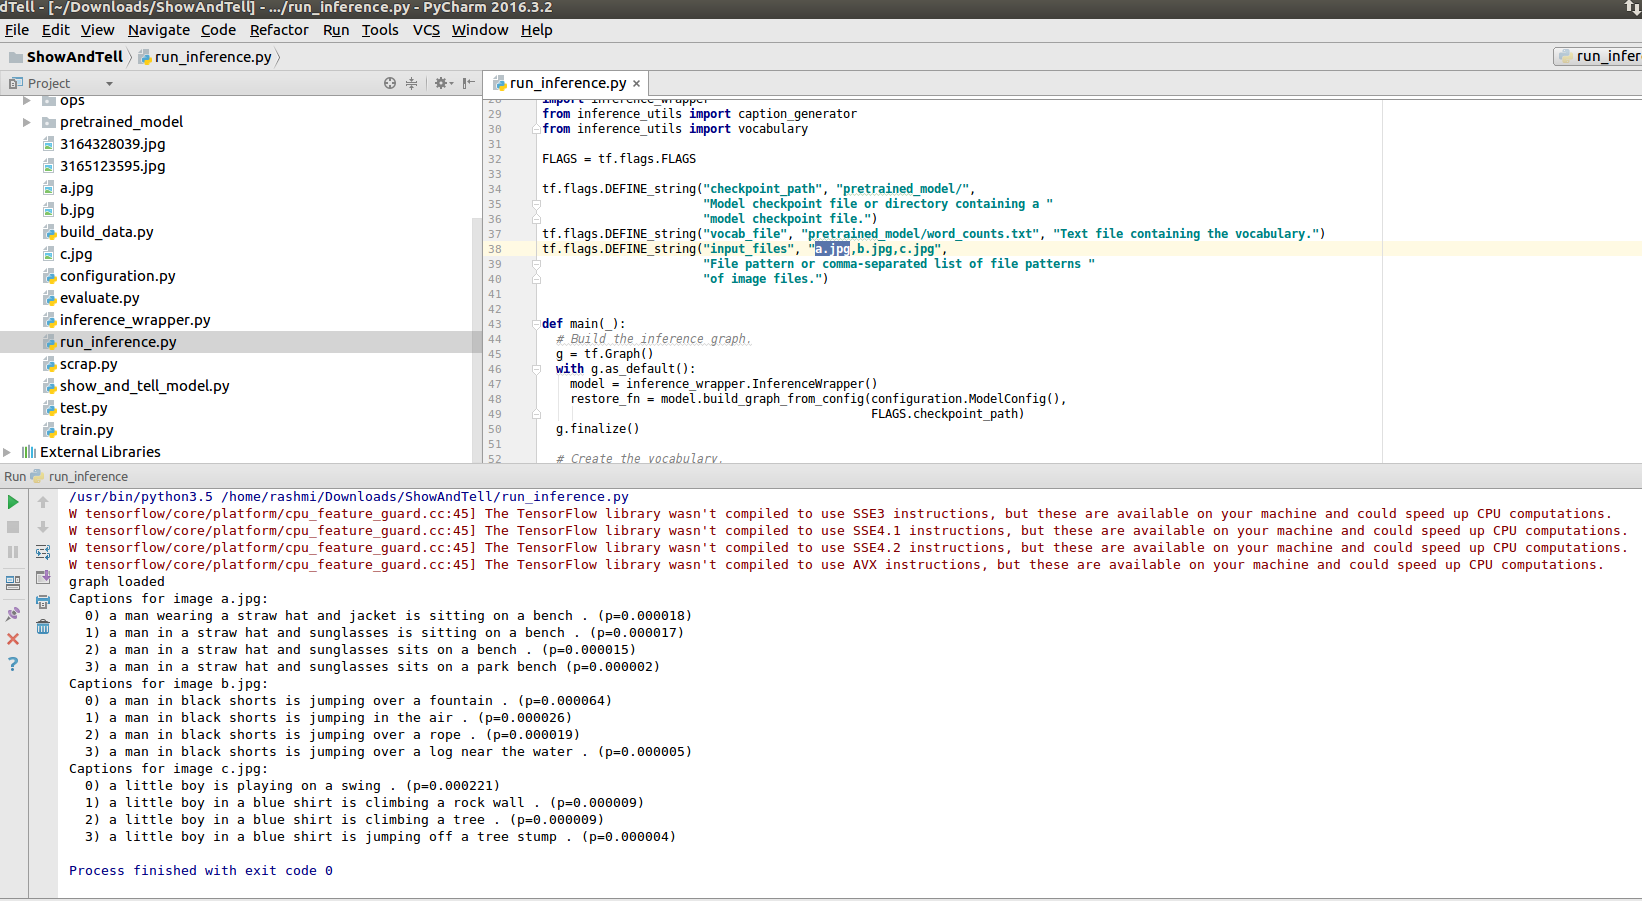 dTell - [~/Downloads/ShowAndTell] - .../run_inference.py - PyCharm 2016.3.2
File Edit View Navigate Code Refactor Run Tools VCS Window Help
ShowAndTell run_inference.py
run_infer
Project
ops
pretrained_model
3164328039.jpg
3165123595.jpg
a.jpg
b.jpg
build_data.py
c.jpg
configuration.py
evaluate.py
inference_wrapper.py
run_inference.py
scrap.py
show_and_tell_model.py
test.py
train.py
External Libraries
run_inference.py ×
28 import inference_wrapper
29 from inference_utils import caption_generator
30 from inference_utils import vocabulary
31
32 FLAGS = tf.flags.FLAGS
33
34 tf.flags.DEFINE_string("checkpoint_path", "pretrained_model/",
35 "Model checkpoint file or directory containing a "
36 "model checkpoint file.")
37 tf.flags.DEFINE_string("vocab_file", "pretrained_model/word_counts.txt", "Text file containing the vocabulary.")
38 tf.flags.DEFINE_string("input_files", "a.jpg,b.jpg,c.jpg",
39 "File pattern or comma-separated list of file patterns "
40 "of image files.")
41
42
43 def main(_):
44 # Build the inference graph.
45 g = tf.Graph()
46 with g.as_default():
47 model = inference_wrapper.InferenceWrapper()
48 restore_fn = model.build_graph_from_config(configuration.ModelConfig(),
49 FLAGS.checkpoint_path)
50 g.finalize()
51
52 # Create the vocabulary.
Run run_inference
/usr/bin/python3.5 /home/rashmi/Downloads/ShowAndTell/run_inference.py
W tensorflow/core/platform/cpu_feature_guard.cc:45] The TensorFlow library wasn't compiled to use SSE3 instructions, but these are available on your machine and could speed up CPU computations.
W tensorflow/core/platform/cpu_feature_guard.cc:45] The TensorFlow library wasn't compiled to use SSE4.1 instructions, but these are available on your machine and could speed up CPU computations.
W tensorflow/core/platform/cpu_feature_guard.cc:45] The TensorFlow library wasn't compiled to use SSE4.2 instructions, but these are available on your machine and could speed up CPU computations.
W tensorflow/core/platform/cpu_feature_guard.cc:45] The TensorFlow library wasn't compiled to use AVX instructions, but these are available on your machine and could speed up CPU computations.
graph loaded
Captions for image a.jpg:
0) a man wearing a straw hat and jacket is sitting on a bench . (p=0.000018)
1) a man in a straw hat and sunglasses is sitting on a bench . (p=0.000017)
2) a man in a straw hat and sunglasses sits on a bench . (p=0.000015)
3) a man in a straw hat and sunglasses sits on a park bench (p=0.000002)
Captions for image b.jpg:
0) a man in black shorts is jumping over a fountain . (p=0.000064)
1) a man in black shorts is jumping in the air . (p=0.000026)
2) a man in black shorts is jumping over a rope . (p=0.000019)
3) a man in black shorts is jumping over a log near the water . (p=0.000005)
Captions for image c.jpg:
0) a little boy is playing on a swing . (p=0.000221)
1) a little boy in a blue shirt is climbing a rock wall . (p=0.000009)
2) a little boy in a blue shirt is climbing a tree . (p=0.000009)
3) a little boy in a blue shirt is jumping off a tree stump . (p=0.000004)
Process finished with exit code 0